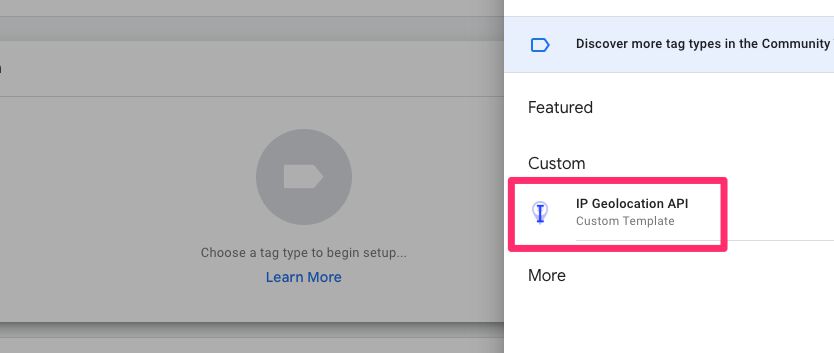 Discover more tag types in the Community
Featured
Custom
IP Geolocation API
Custom Template
Choose a tag type to begin setup...
Learn More
More